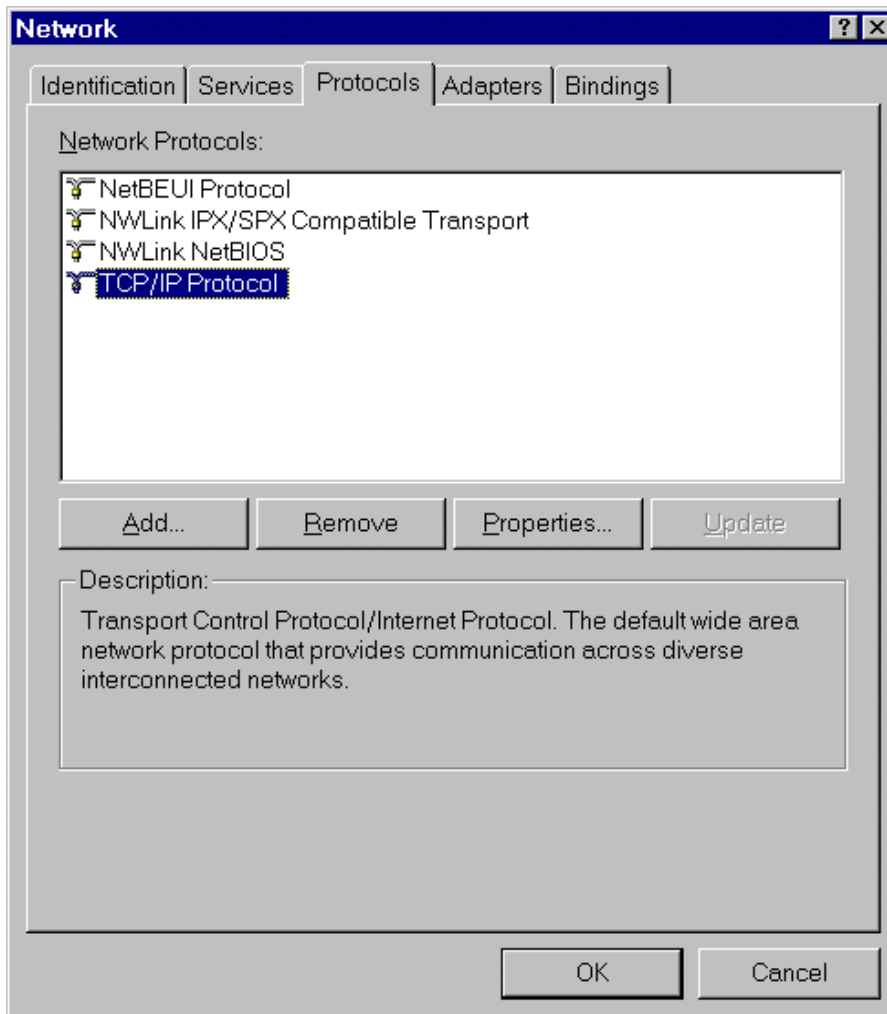 Network
Identification Services Protocols Adapters Bindings
Network Protocols:
NetBEUI Protocol
NWLink IPX/SPX Compatible Transport
NWLink NetBIOS
TCP/IP Protocol
Add... Remove Properties... Update
Description:
Transport Control Protocol/Internet Protocol. The default wide area
network protocol that provides communication across diverse
interconnected networks.
OK Cancel